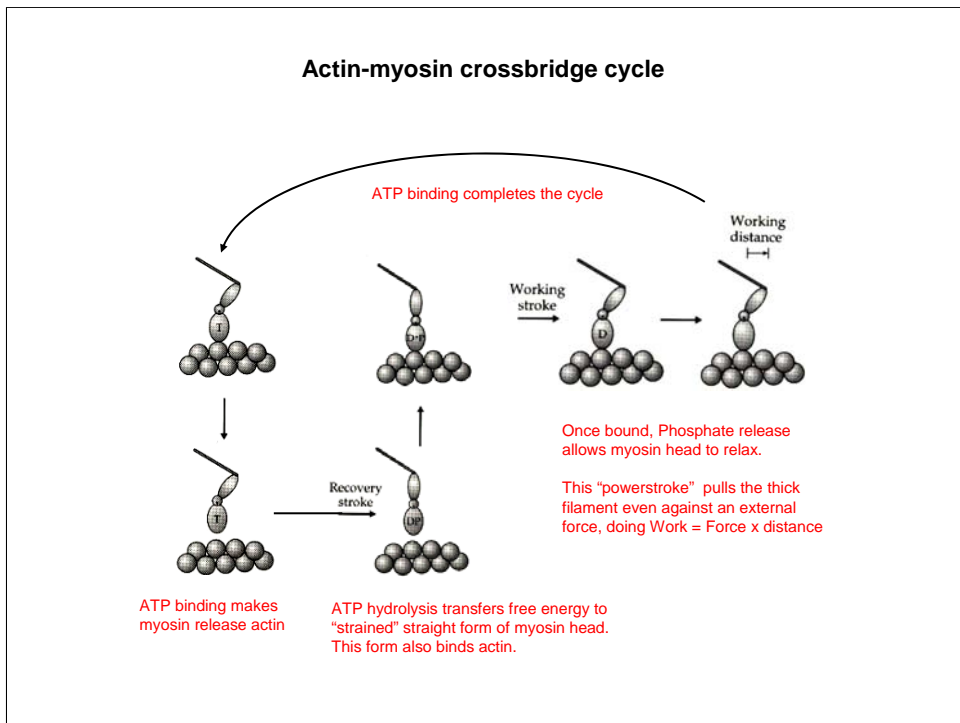 Actin-myosin crossbridge cycle
ATP binding completes the cycle
Working
distance
Working
stroke
T
D·P
D
Once bound, Phosphate release
allows myosin head to relax.
This “powerstroke”  pulls the thick
filament even against an external
force, doing Work = Force x distance
Recovery
stroke
T
DP
ATP binding makes
myosin release actin
ATP hydrolysis transfers free energy to
“strained” straight form of myosin head.
This form also binds actin.